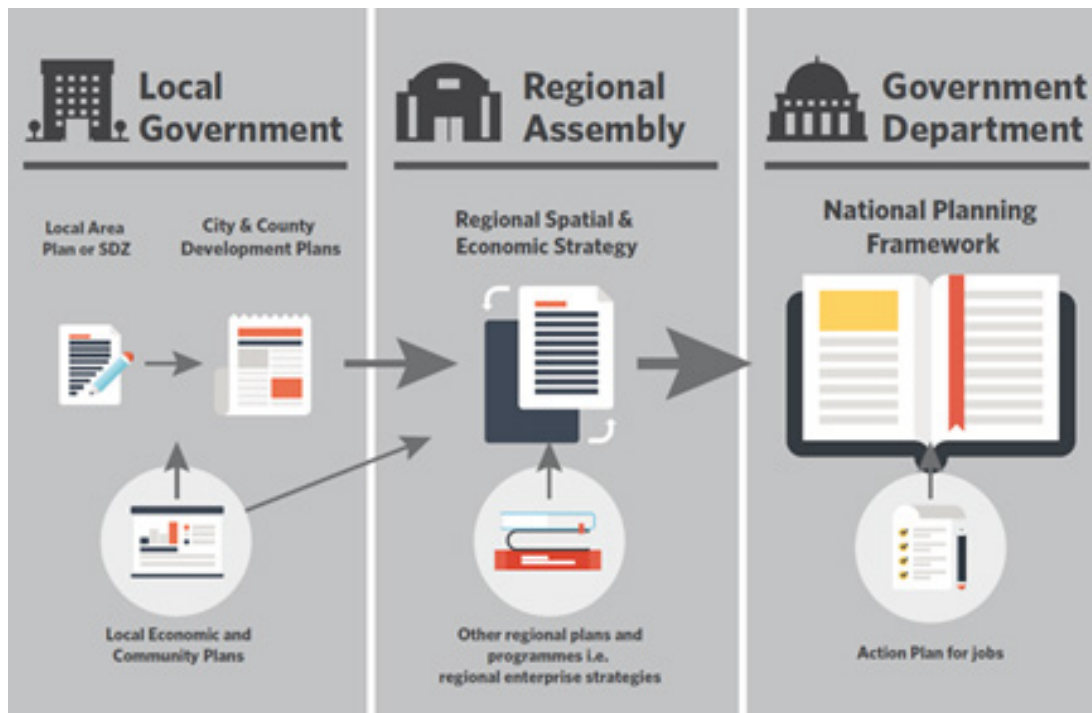 Local
Government
Local Area
Plan or SDZ
City & County
Development Plans
Local Economic and
Community Plans
Regional
Assembly
Regional Spatial &
Economic Strategy
Other regional plans and
programmes i.e.
regional enterprise strategies
Government
Department
National Planning
Framework
Action Plan for jobs